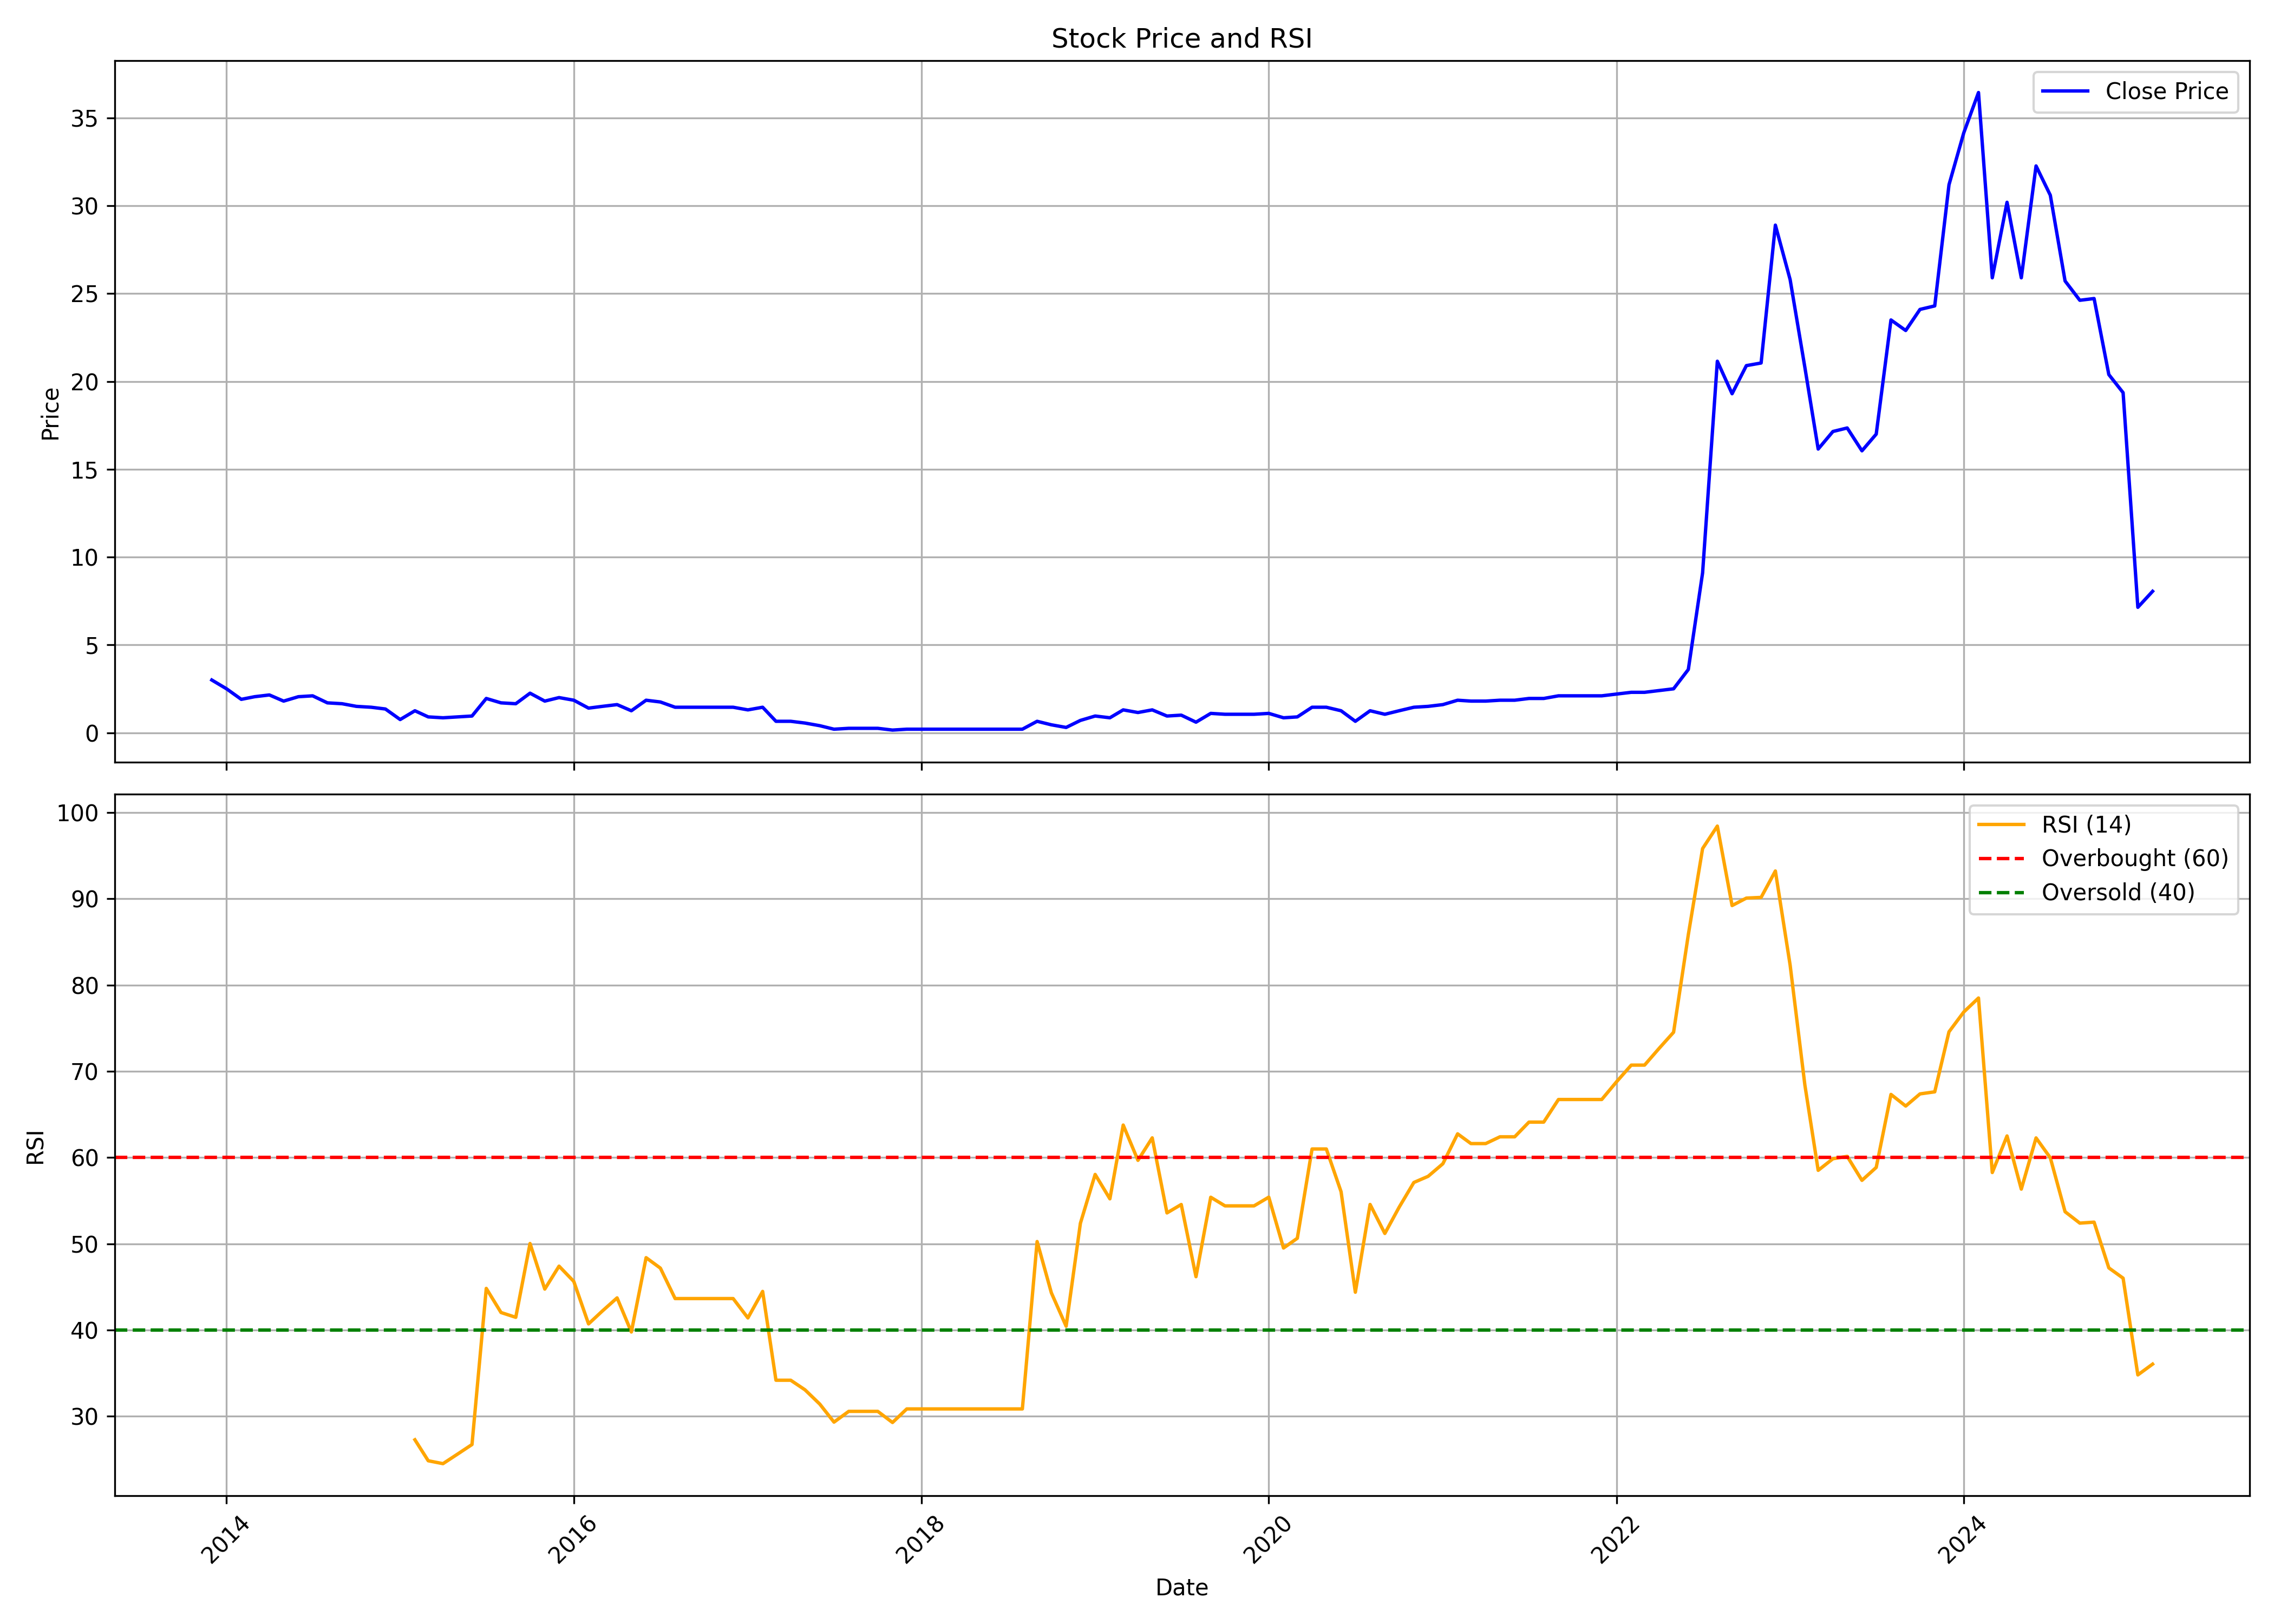 Stock Price and RSI
Close Price
35
30
25
20
15
10
5
0
Price
RSI (14)
Overbought (60)
Oversold (40)
100
90
80
70
60
50
40
30
RSI
2014
2016
2018
2020
2022
2024
Date